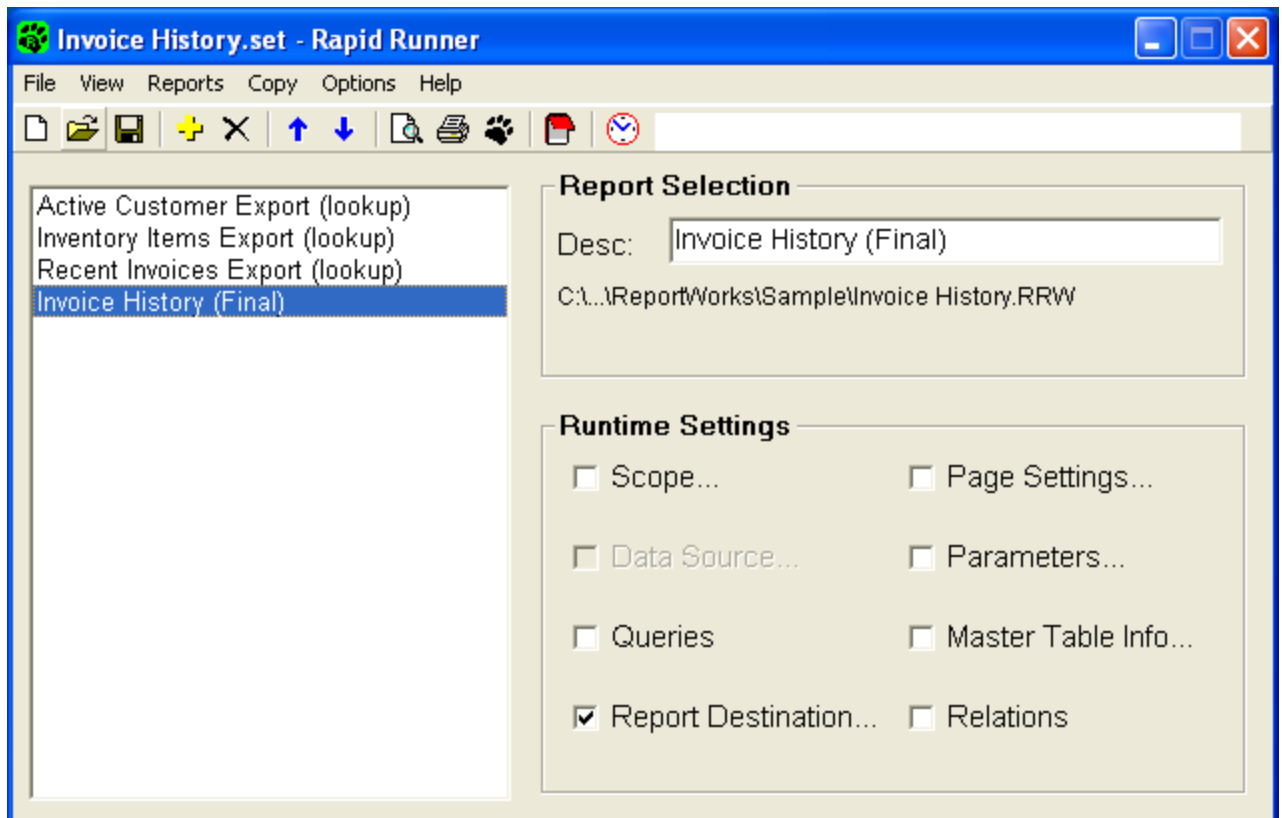 Invoice History.set - Rapid Runner
File View Reports Copy Options Help
Active Customer Export (lookup)
Inventory Items Export (lookup)
Recent Invoices Export (lookup)
Invoice History (Final)
Report Selection
Desc: Invoice History (Final)
C:\...\ReportWorks\Sample\Invoice History.RRW
Runtime Settings
Scope... Page Settings...
Data Source... Parameters...
Queries Master Table Info...
Report Destination... Relations